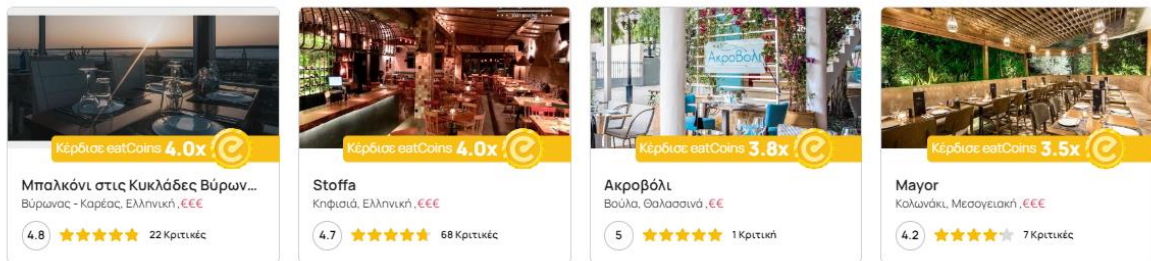 Κέρδισε eatCoins 4.0x
Μπαλκόνι στις Κυκλάδες Βύρων...
Βύρωνας - Καρέας, Ελληνική ,€€€
4.8 22 Κριτικές
Κέρδισε eatCoins 4.0x
Stoffa
Κηφισιά, Ελληνική ,€€€
4.7 68 Κριτικές
Ακροβόλι
Κέρδισε eatCoins 3.8x
Ακροβόλι
Βούλα, Θαλασσινά ,€€
5 1 Κριτική
Κέρδισε eatCoins 3.5x
Mayor
Κολωνάκι, Μεσογειακή ,€€€
4.2 7 Κριτικές